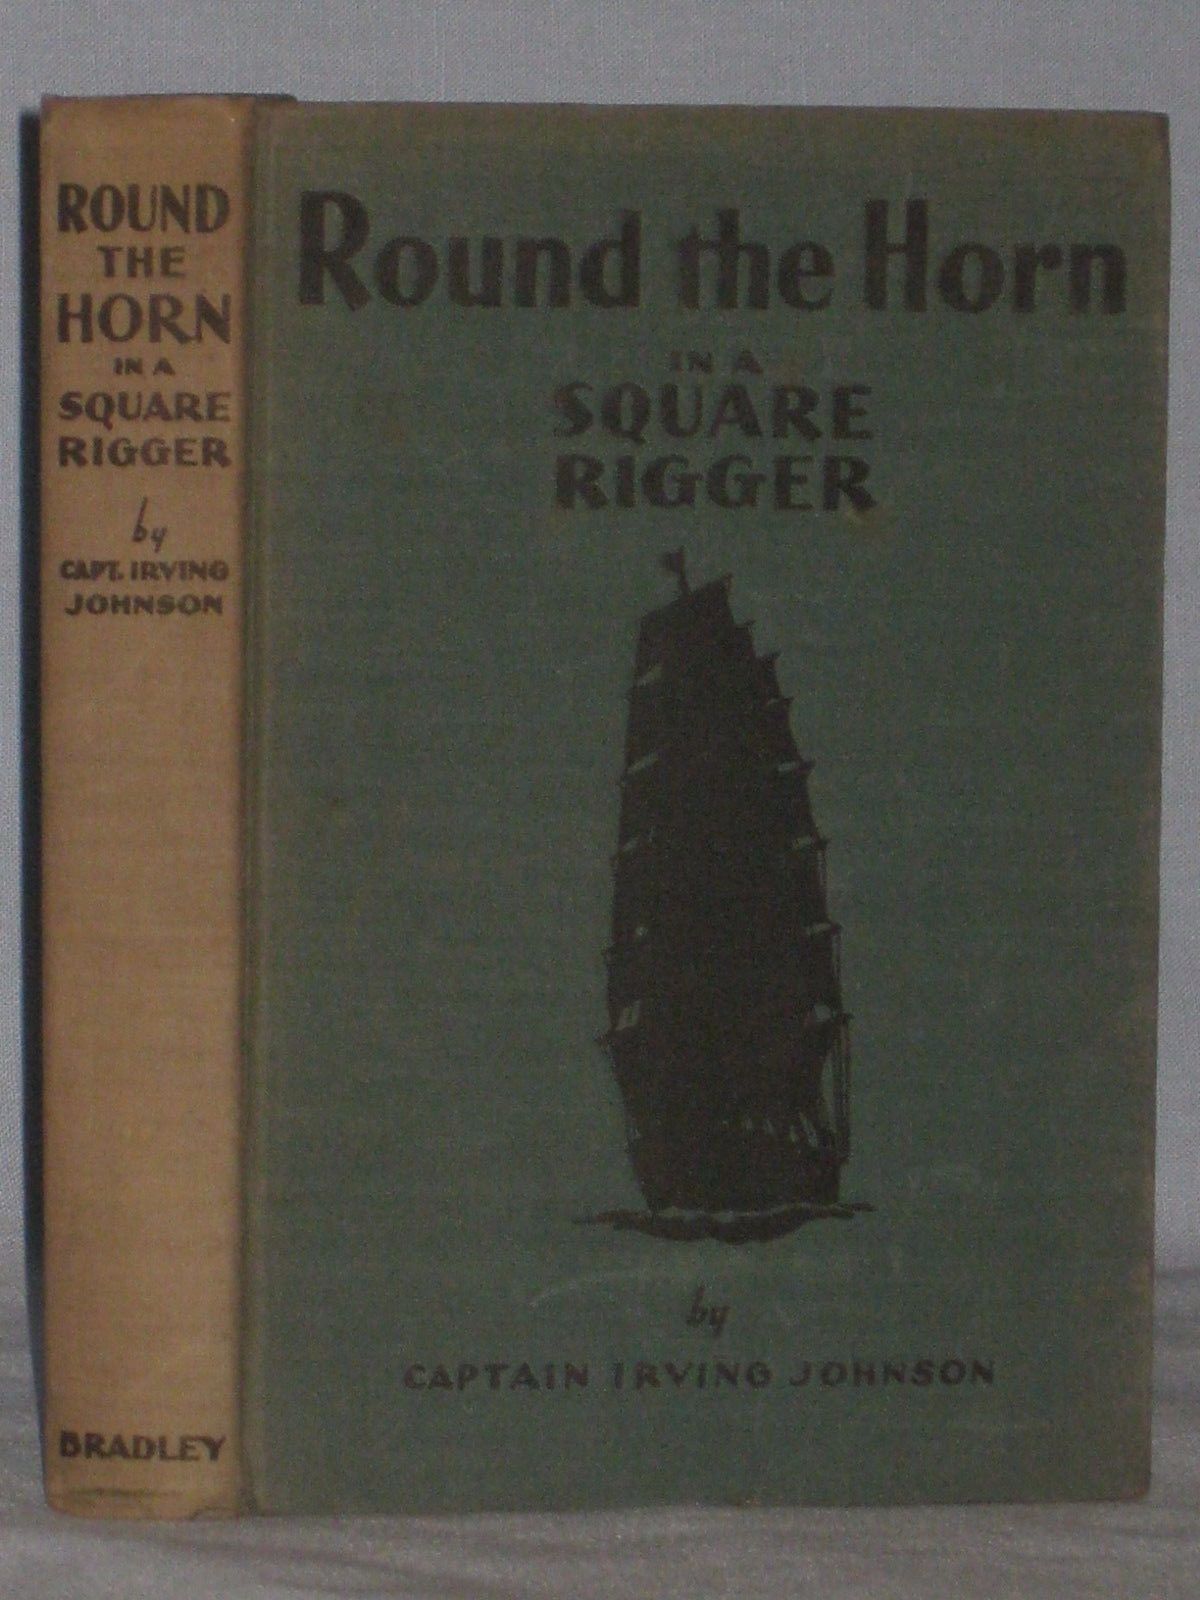 ROUND
THE
HORN
IN A
SQUARE
RIGGER
by
CAPT. IRVING
JOHNSON
BRADLEY
Round the Horn
IN A
SQUARE
RIGGER
by
CAPTAIN IRVING JOHNSON